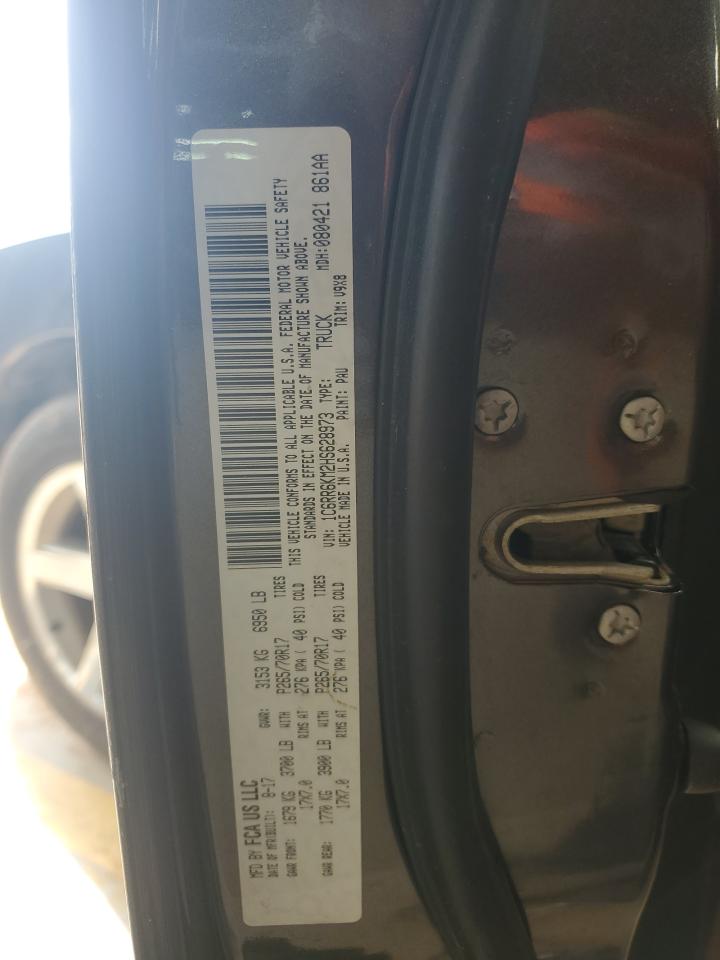 MFD BY FCA US LLC
DATE OF MFR(BUILT): 8-17 GVWR: 3153 KG 6950 LB
GAWR FRONT: 1679 KG 3700 LB WITH P265/70R17 TIRES
17X7.0 RIMS AT 276 KPA ( 40 PSI) COLD
GAWR REAR: 1770 KG 3900 LB WITH P265/70R17 TIRES
17X7.0 RIMS AT 276 KPA ( 40 PSI) COLD
THIS VEHICLE CONFORMS TO ALL APPLICABLE U.S.A. FEDERAL MOTOR VEHICLE SAFETY
STANDARDS IN EFFECT ON THE DATE OF MANUFACTURE SHOWN ABOVE.
VIN: 1C6RR6KM2HS628973 TYPE: TRUCK MDH:080421 861AA
VEHICLE MADE IN U.S.A. PAINT: PAU TRIM: V9X8